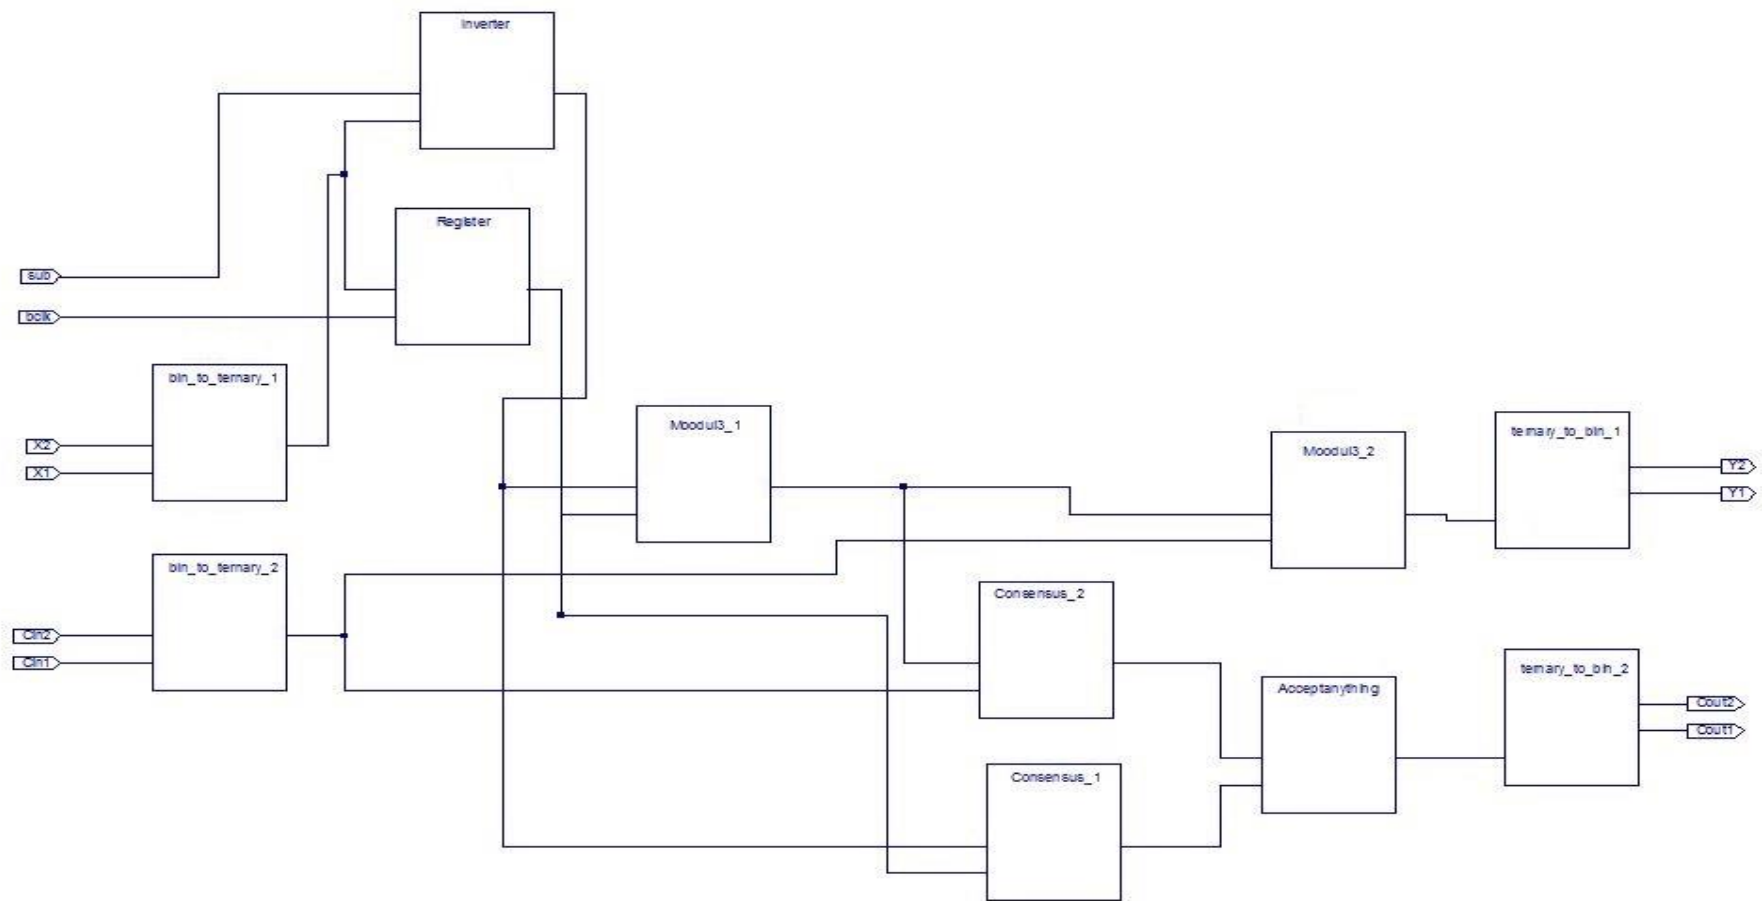 Inverter
Register
sub
bclk
bin_to_ternary_1
X2
X1
Moodul3_1
Moodul3_2
ternary_to_bin_1
Y2
Y1
bin_to_ternary_2
Cin2
Cin1
Consensus_2
Acceptanything
ternary_to_bin_2
Cout2
Cout1
Consensus_1